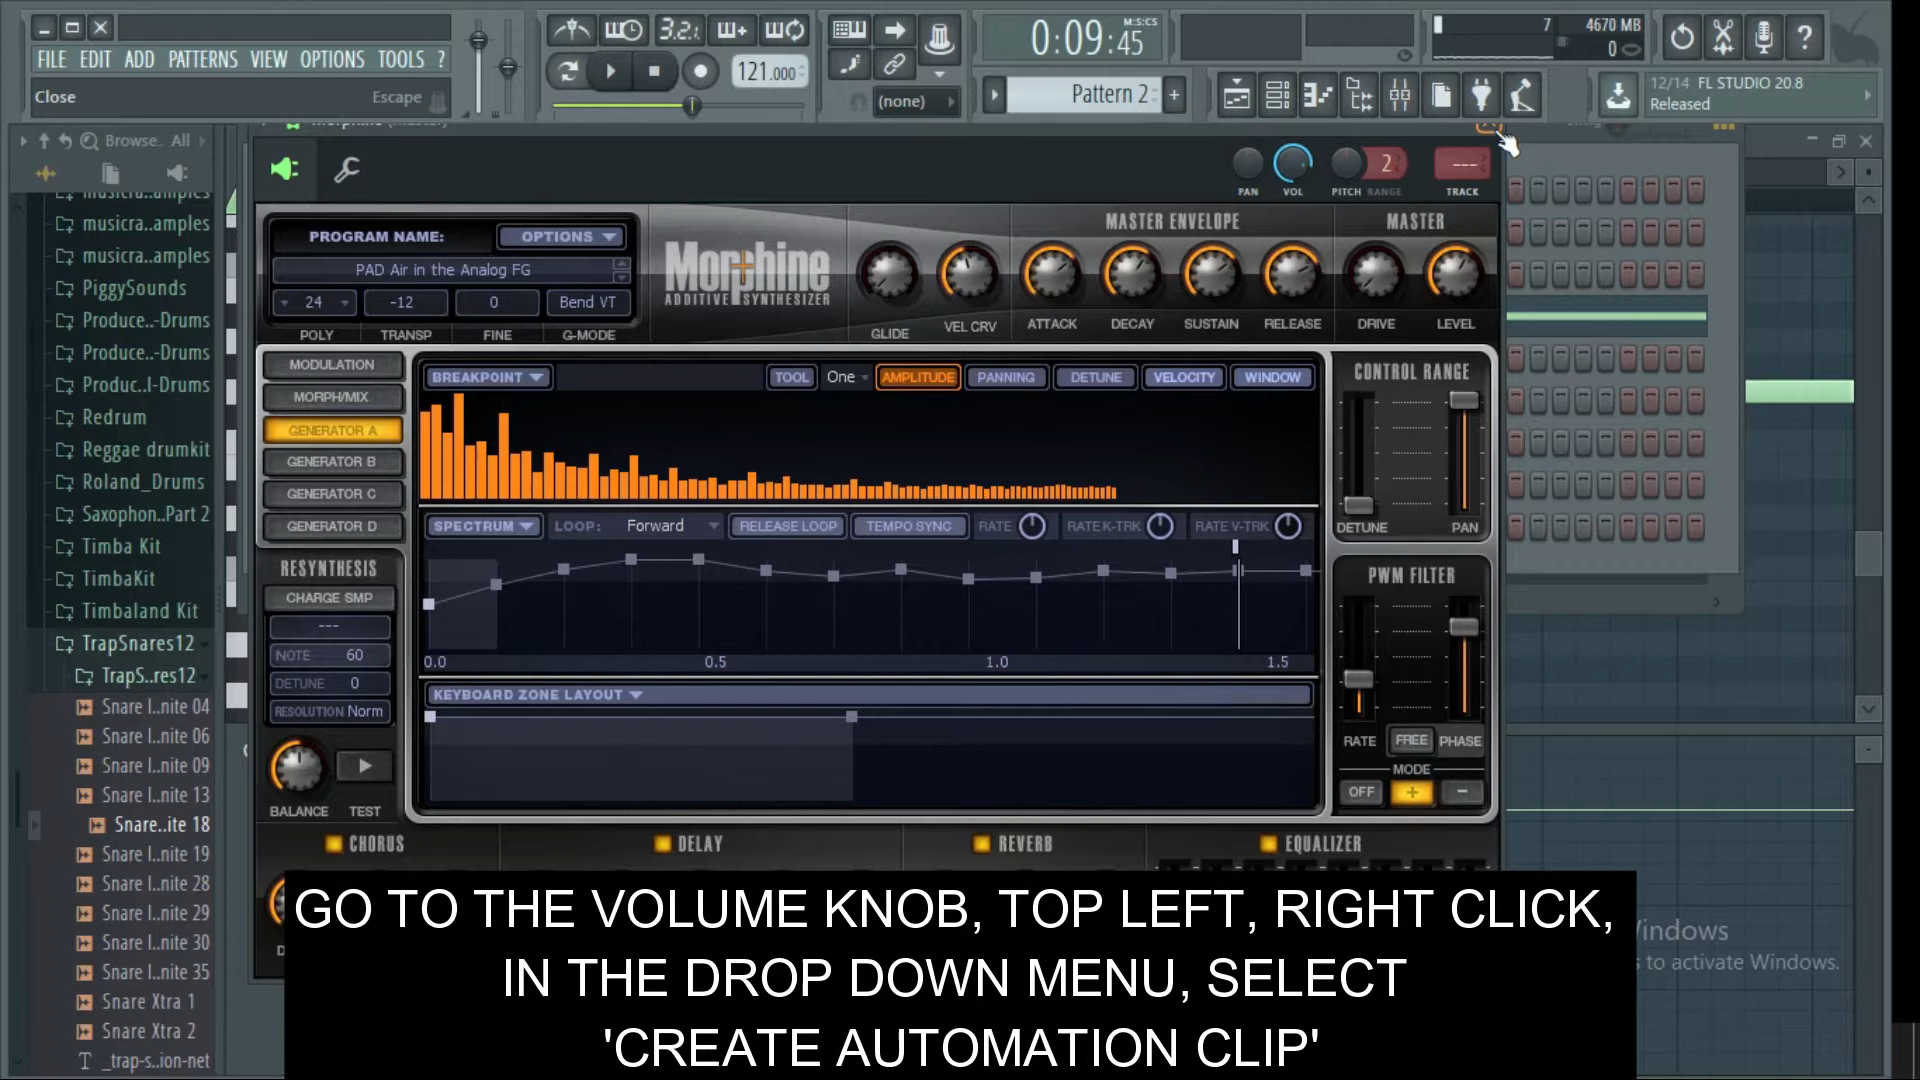 0:09:45
M:S:CS
7
4670 MB
0
FILE EDIT ADD PATTERNS VIEW OPTIONS TOOLS ?
3.2.
121.000
Close
Escape
(none)
Pattern 2
12/14 FL STUDIO 20.8
Released
Browse.. All
PAN
VOL
PITCH
RANGE
2
---
TRACK
musicra..amples
musicra..amples
PiggySounds
Produce..-Drums
Produce..-Drums
Produc..l-Drums
Redrum
Reggae drumkit
Roland_Drums
Saxophon..Part 2
Timba Kit
TimbaKit
Timbaland Kit
TrapSnares12
TrapS..res12
Snare I..nite 04
Snare I..nite 06
Snare I..nite 09
Snare I..nite 13
Snare..ite 18
Snare I..nite 19
Snare I..nite 28
Snare I..nite 29
Snare I..nite 30
Snare I..nite 35
Snare Xtra 1
Snare Xtra 2
_trap-s..ion-net
PROGRAM NAME:
OPTIONS
PAD Air in the Analog FG
24
-12
0
Bend VT
POLY
TRANSP
FINE
G-MODE
Morphine
ADDITIVE SYNTHESIZER
MASTER ENVELOPE
MASTER
GLIDE
VEL CRV
ATTACK
DECAY
SUSTAIN
RELEASE
DRIVE
LEVEL
MODULATION
MORPH/MIX
GENERATOR A
GENERATOR B
GENERATOR C
GENERATOR D
BREAKPOINT
TOOL
One
AMPLITUDE
PANNING
DETUNE
VELOCITY
WINDOW
CONTROL RANGE
DETUNE
PAN
SPECTRUM
LOOP:
Forward
RELEASE LOOP
TEMPO SYNC
RATE
RATE K-TRK
RATE V-TRK
0.0
0.5
1.0
1.5
RESYNTHESIS
CHARGE SMP
---
NOTE 60
DETUNE 0
RESOLUTION Norm
BALANCE
TEST
KEYBOARD ZONE LAYOUT
PWM FILTER
RATE
FREE
PHASE
MODE
OFF
+
−
CHORUS
DELAY
REVERB
EQUALIZER
GO TO THE VOLUME KNOB, TOP LEFT, RIGHT CLICK,
IN THE DROP DOWN MENU, SELECT
'CREATE AUTOMATION CLIP'
indows
to activate Windows.